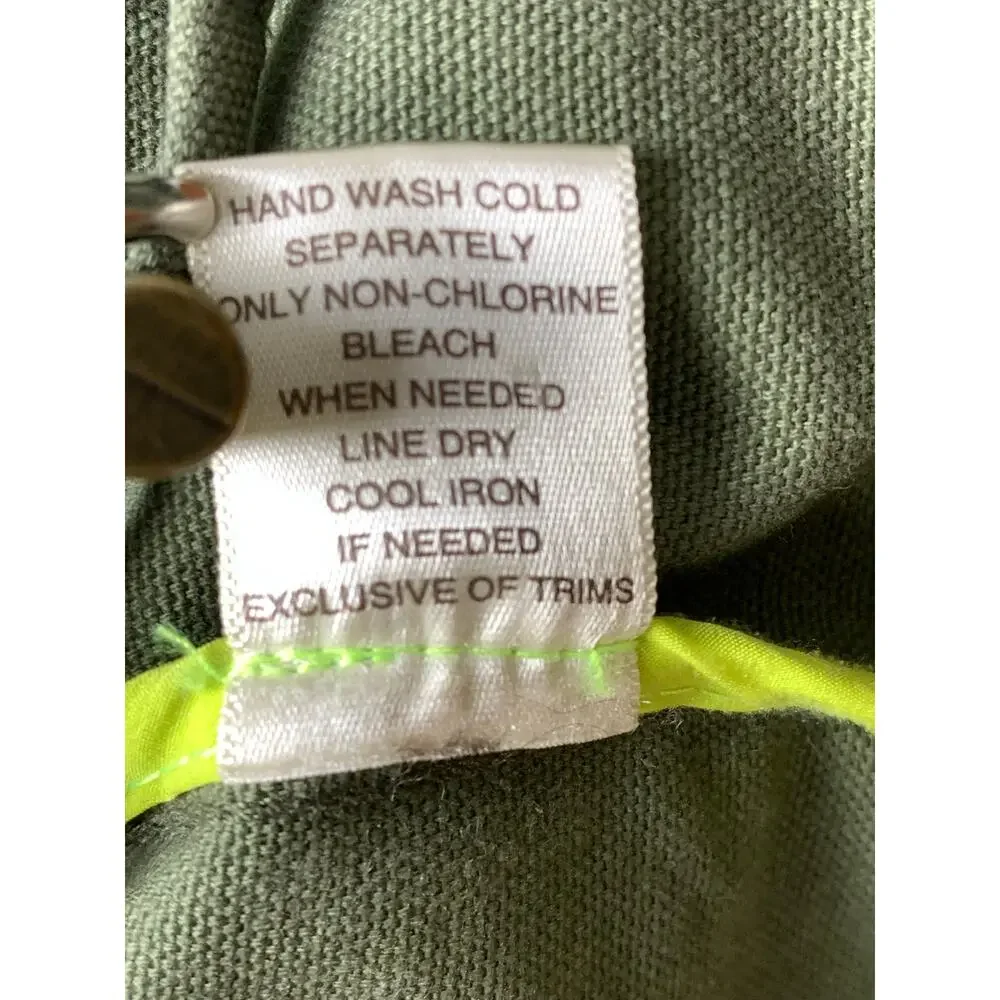 HAND WASH COLD
SEPARATELY
ONLY NON-CHLORINE
BLEACH
WHEN NEEDED
LINE DRY
COOL IRON
IF NEEDED
EXCLUSIVE OF TRIMS